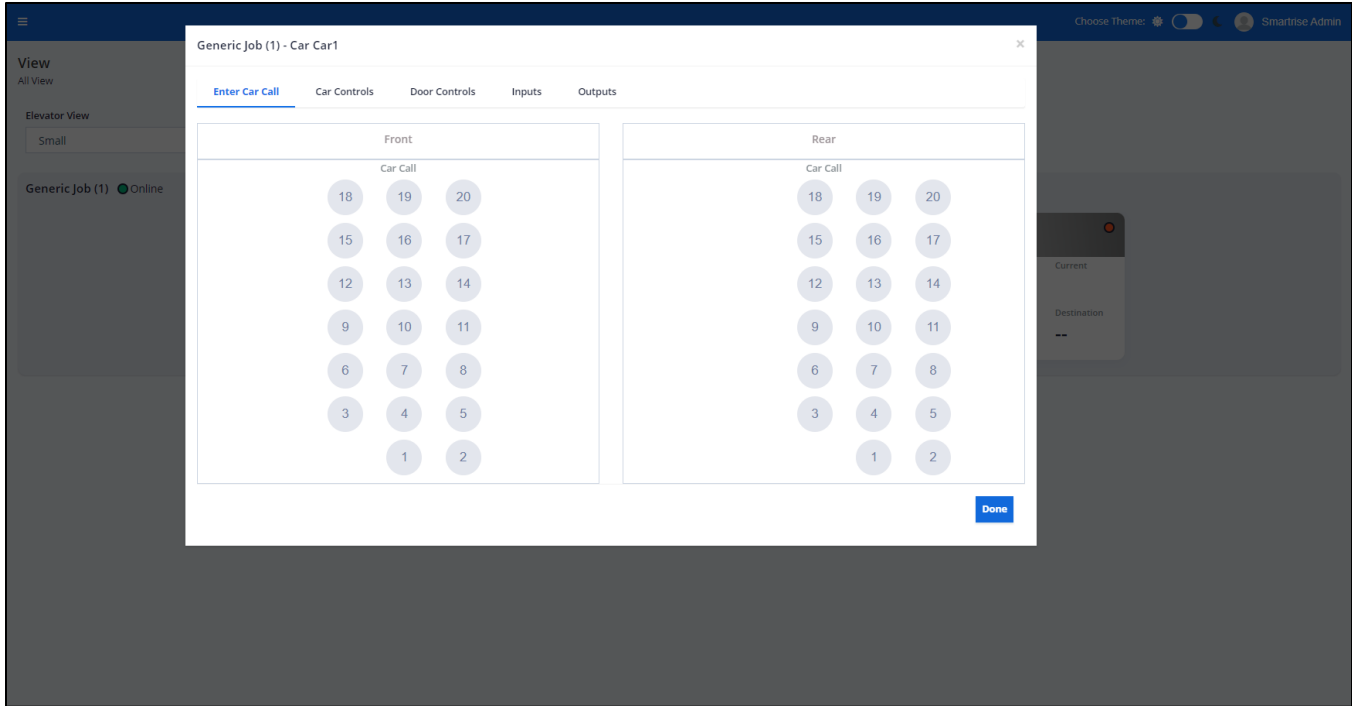 Choose Theme: Smartrise Admin
View
All View
Elevator View
Small
Generic Job (1) Online
Current
Destination
--
Generic Job (1) - Car Car1 ×
Enter Car Call Car Controls Door Controls Inputs Outputs
Front
Car Call
18 19 20
15 16 17
12 13 14
9 10 11
6 7 8
3 4 5
1 2
Rear
Car Call
18 19 20
15 16 17
12 13 14
9 10 11
6 7 8
3 4 5
1 2
Done